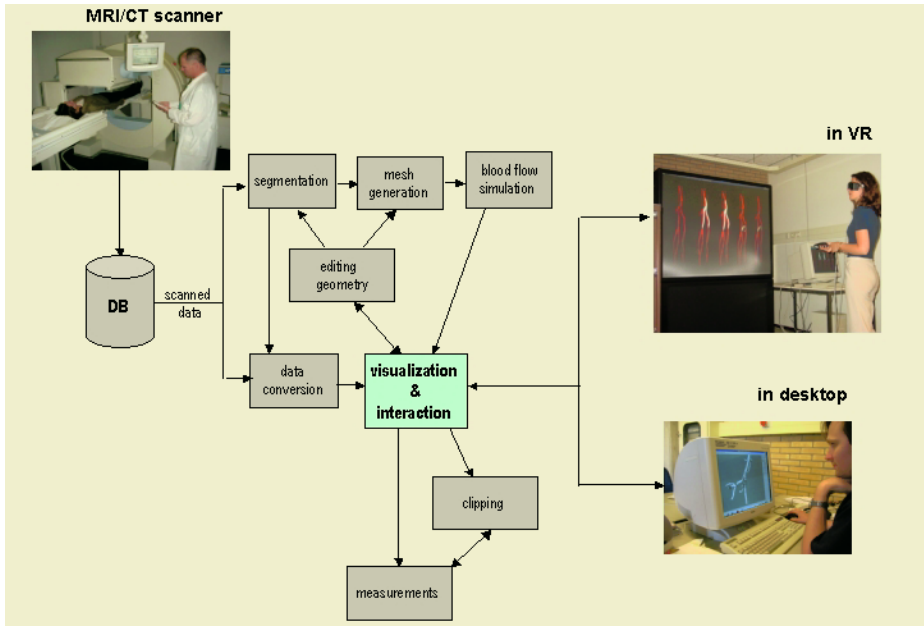 MRI/CT scanner
in VR
segmentation
mesh
generation
blood flow
simulation
editing
geometry
DB
scanned
data
data
conversion
visualization
&
interaction
in desktop
clipping
measurements